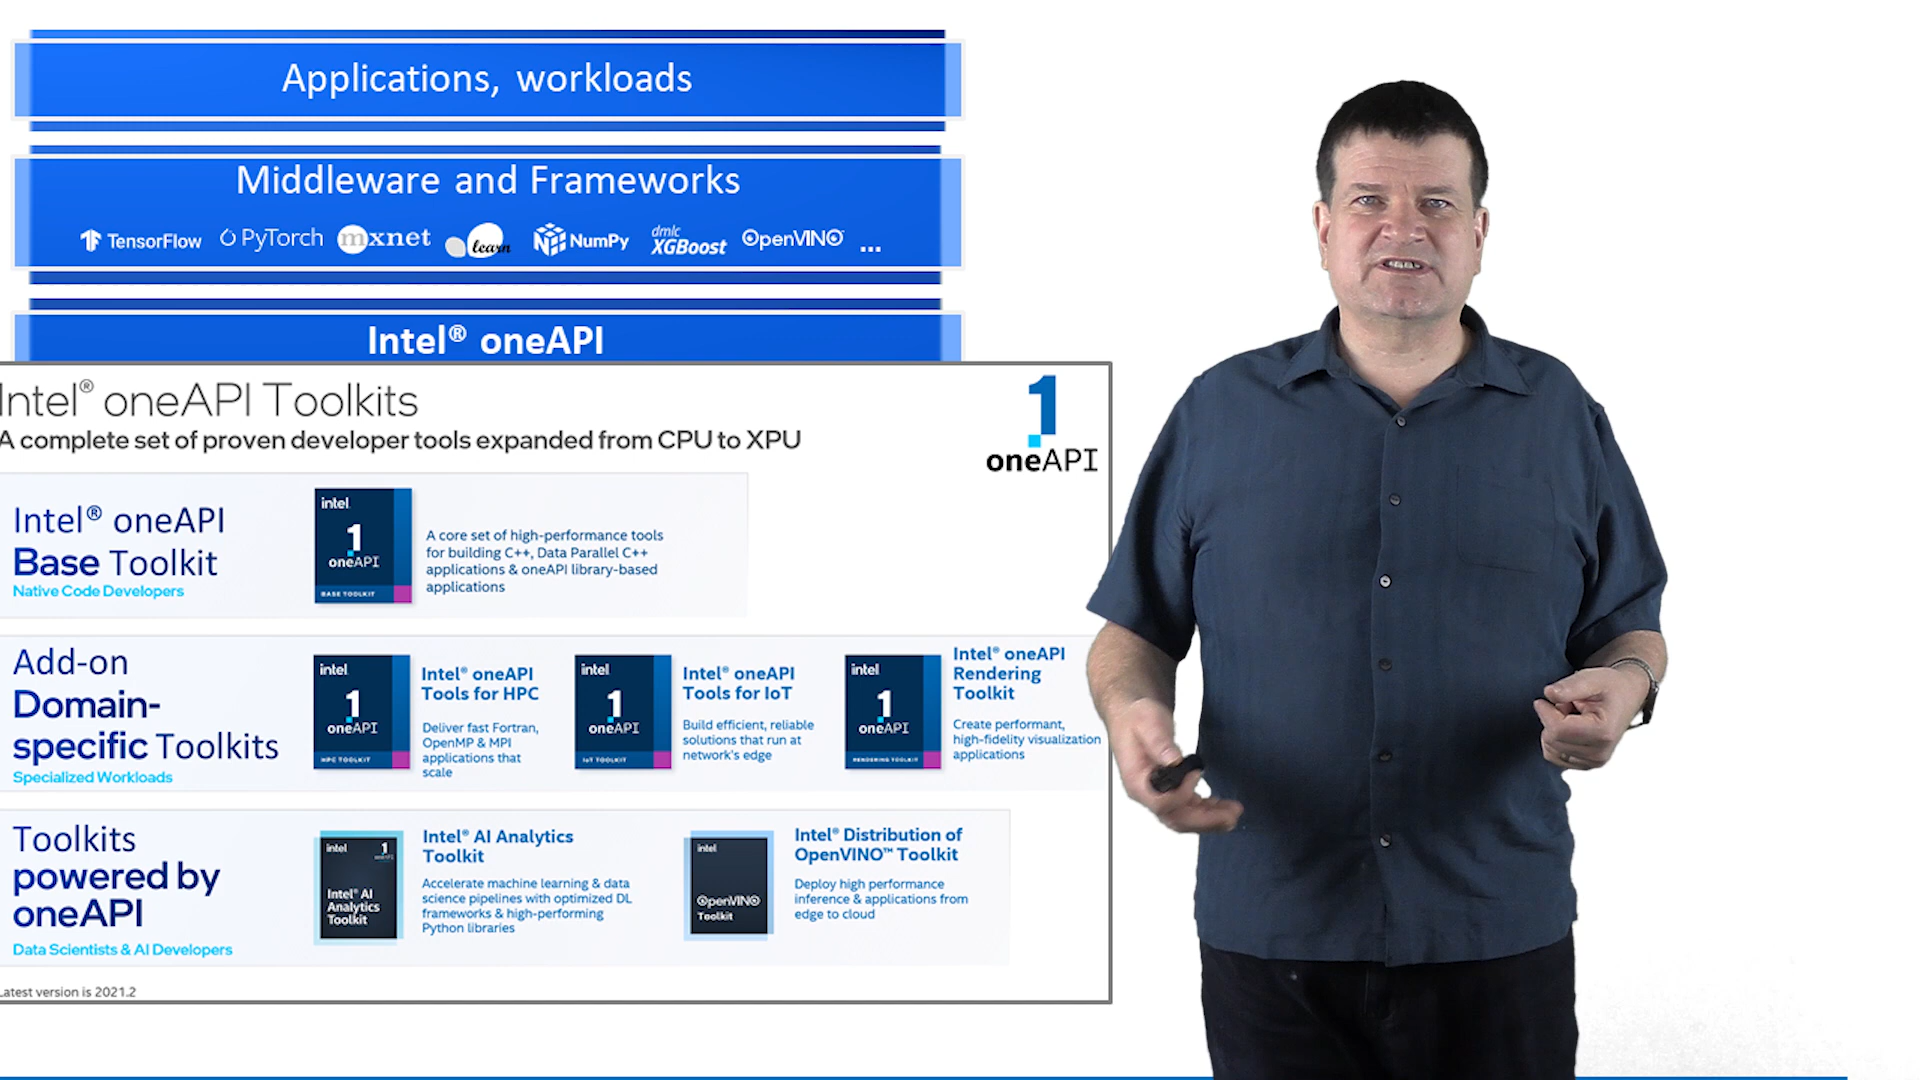 Applications, workloads
Middleware and Frameworks
TensorFlow PyTorch mxnet learn NumPy dmlc XGBoost OpenVINO ...
Intel® oneAPI
Intel® oneAPI Toolkits
A complete set of proven developer tools expanded from CPU to XPU
1
oneAPI
Intel® oneAPI
Base Toolkit
Native Code Developers
intel
1
oneAPI
BASE TOOLKIT
A core set of high-performance tools
for building C++, Data Parallel C++
applications & oneAPI library-based
applications
Add-on
Domain-
specific Toolkits
Specialized Workloads
intel
1
oneAPI
HPC TOOLKIT
Intel® oneAPI
Tools for HPC
Deliver fast Fortran,
OpenMP & MPI
applications that
scale
intel
1
oneAPI
IoT TOOLKIT
Intel® oneAPI
Tools for IoT
Build efficient, reliable
solutions that run at
network's edge
intel
1
oneAPI
RENDERING TOOLKIT
Intel® oneAPI
Rendering
Toolkit
Create performant,
high-fidelity visualization
applications
Toolkits
powered by
oneAPI
Data Scientists & AI Developers
intel 1
oneAPI
Intel® AI
Analytics
Toolkit
Intel® AI Analytics
Toolkit
Accelerate machine learning & data
science pipelines with optimized DL
frameworks & high-performing
Python libraries
intel
OpenVINO
Toolkit
Intel® Distribution of
OpenVINO™ Toolkit
Deploy high performance
inference & applications from
edge to cloud
Latest version is 2021.2